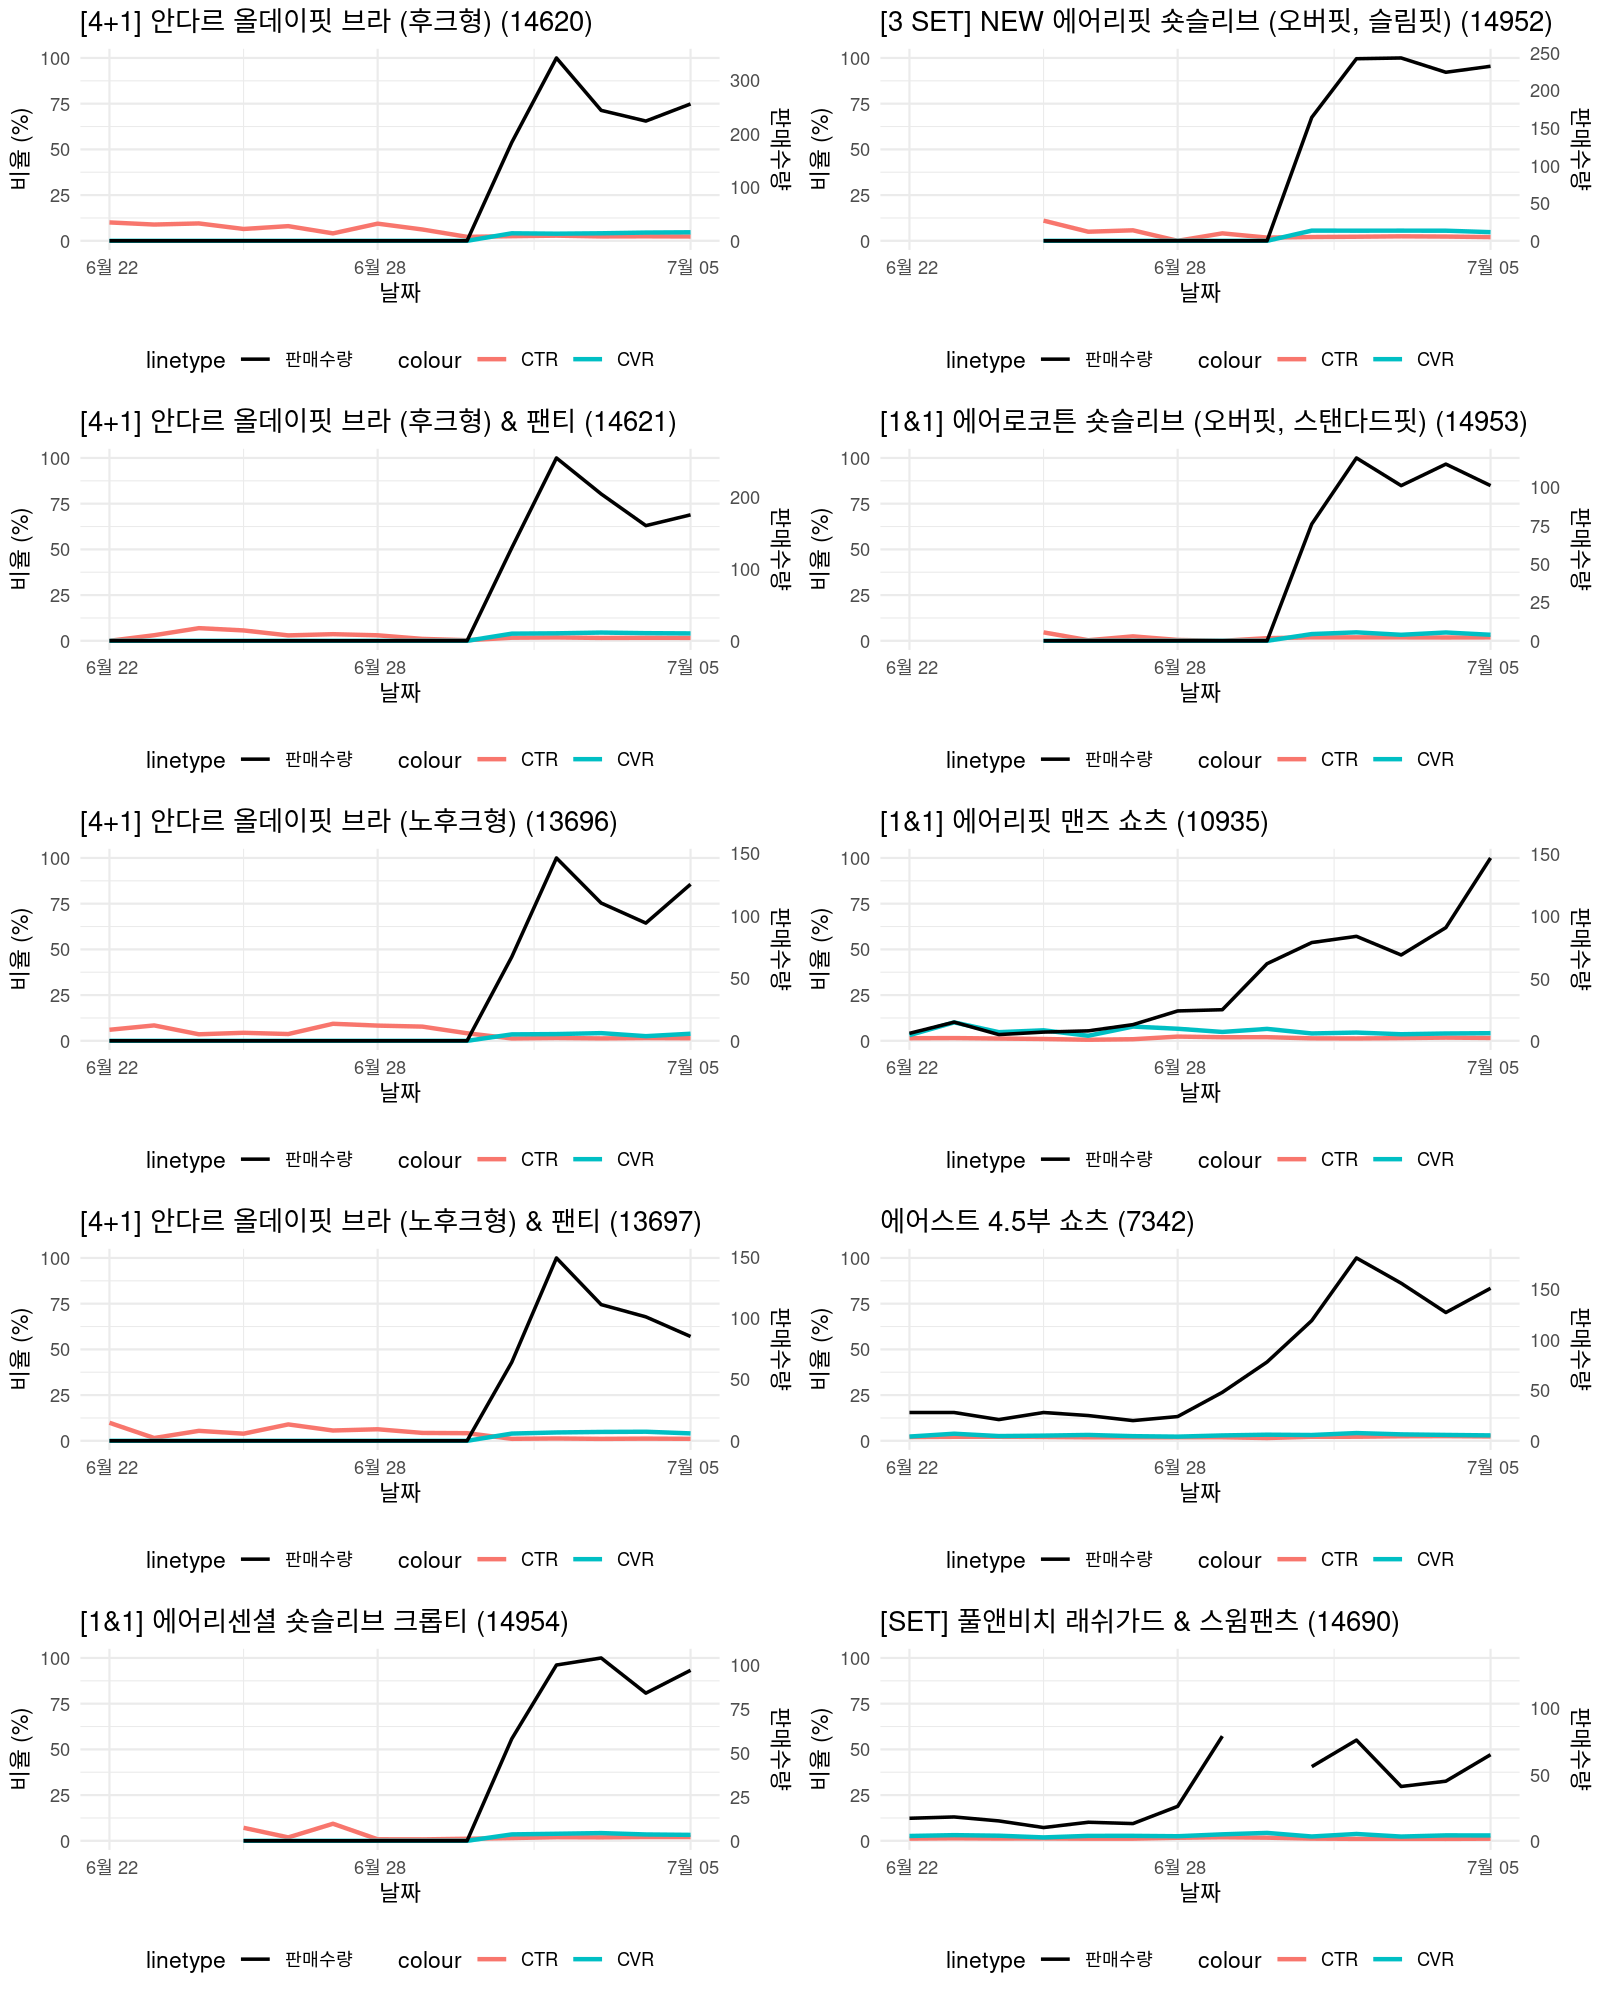 [4+1] 안다르 올데이핏 브라 (후크형) (14620)
100
75
50
25
0
300
200
100
0
비율 (%)
판매수량
6월 22
6월 28
7월 05
날짜
linetype 판매수량 colour CTR CVR
[3 SET] NEW 에어리핏 숏슬리브 (오버핏, 슬림핏) (14952)
100
75
50
25
0
250
200
150
100
50
0
비율 (%)
판매수량
6월 22
6월 28
7월 05
날짜
linetype 판매수량 colour CTR CVR
[4+1] 안다르 올데이핏 브라 (후크형) & 팬티 (14621)
100
75
50
25
0
200
100
0
비율 (%)
판매수량
6월 22
6월 28
7월 05
날짜
linetype 판매수량 colour CTR CVR
[1&1] 에어로코튼 숏슬리브 (오버핏, 스탠다드핏) (14953)
100
75
50
25
0
100
75
50
25
0
비율 (%)
판매수량
6월 22
6월 28
7월 05
날짜
linetype 판매수량 colour CTR CVR
[4+1] 안다르 올데이핏 브라 (노후크형) (13696)
100
75
50
25
0
150
100
50
0
비율 (%)
판매수량
6월 22
6월 28
7월 05
날짜
linetype 판매수량 colour CTR CVR
[1&1] 에어리핏 맨즈 쇼츠 (10935)
100
75
50
25
0
150
100
50
0
비율 (%)
판매수량
6월 22
6월 28
7월 05
날짜
linetype 판매수량 colour CTR CVR
[4+1] 안다르 올데이핏 브라 (노후크형) & 팬티 (13697)
100
75
50
25
0
150
100
50
0
비율 (%)
판매수량
6월 22
6월 28
7월 05
날짜
linetype 판매수량 colour CTR CVR
에어스트 4.5부 쇼츠 (7342)
100
75
50
25
0
150
100
50
0
비율 (%)
판매수량
6월 22
6월 28
7월 05
날짜
linetype 판매수량 colour CTR CVR
[1&1] 에어리센셜 숏슬리브 크롭티 (14954)
100
75
50
25
0
100
75
50
25
0
비율 (%)
판매수량
6월 22
6월 28
7월 05
날짜
linetype 판매수량 colour CTR CVR
[SET] 풀앤비치 래쉬가드 & 스윔팬츠 (14690)
100
75
50
25
0
100
50
0
비율 (%)
판매수량
6월 22
6월 28
7월 05
날짜
linetype 판매수량 colour CTR CVR